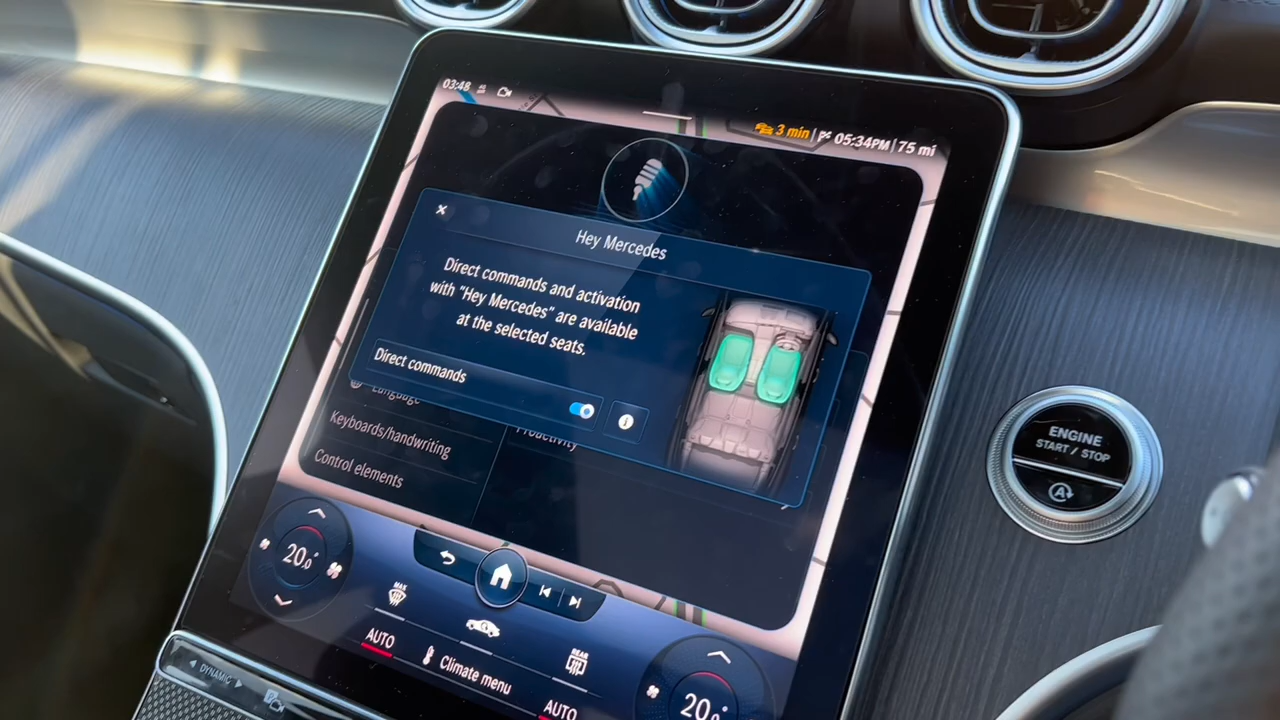 03:48
3 min | 05:34PM | 75 mi
Hey Mercedes
Direct commands and activation
with "Hey Mercedes" are available
at the selected seats.
Direct commands
Language
Keyboards/handwriting
Productivity
Control elements
ENGINE
START / STOP
A
20.0
MAX
AUTO
Climate menu
REAR
AUTO
20.0
DYNAMIC